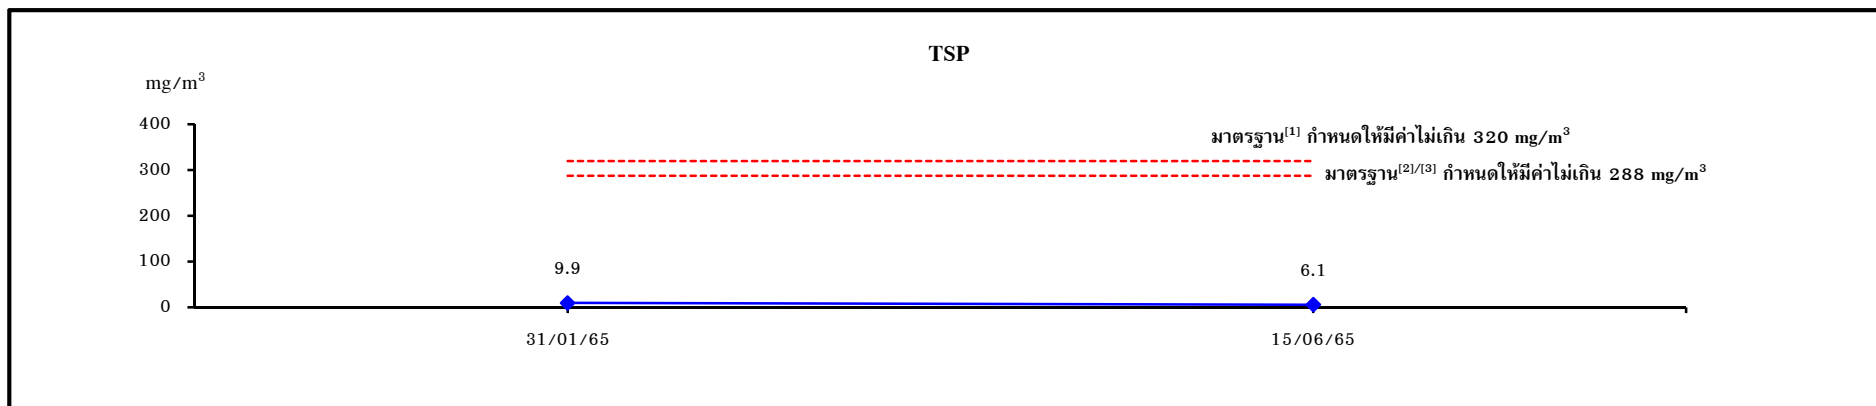 TSP
mg/m³
400
300
200
100
0
มาตรฐาน[1] กำหนดให้มีค่าไม่เกิน 320 mg/m³
มาตรฐาน[2]/[3] กำหนดให้มีค่าไม่เกิน 288 mg/m³
9.9
6.1
31/01/65
15/06/65